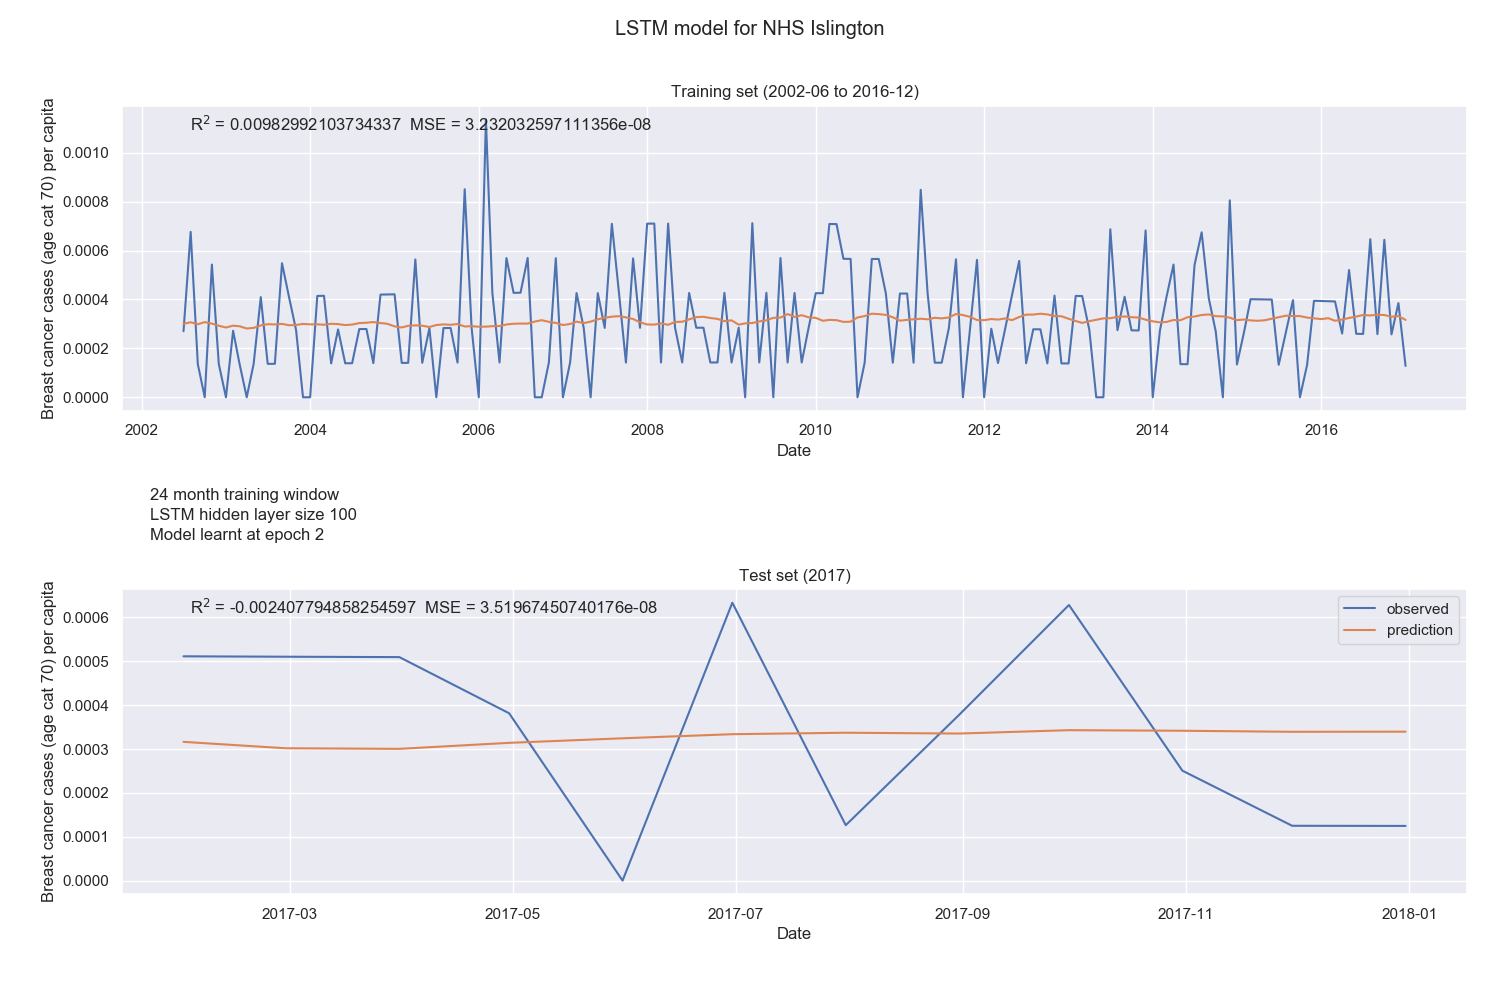 LSTM model for NHS Islington
Training set (2002-06 to 2016-12)
R² = 0.00982992103734337 MSE = 3.232032597111356e-08
Breast cancer cases (age cat 70) per capita
0.0010
0.0008
0.0006
0.0004
0.0002
0.0000
2002 2004 2006 2008 2010 2012 2014 2016
Date
24 month training window
LSTM hidden layer size 100
Model learnt at epoch 2
Test set (2017)
R² = -0.002407794858254597 MSE = 3.51967450740176e-08
observed
prediction
Breast cancer cases (age cat 70) per capita
0.0006
0.0005
0.0004
0.0003
0.0002
0.0001
0.0000
2017-03 2017-05 2017-07 2017-09 2017-11 2018-01
Date